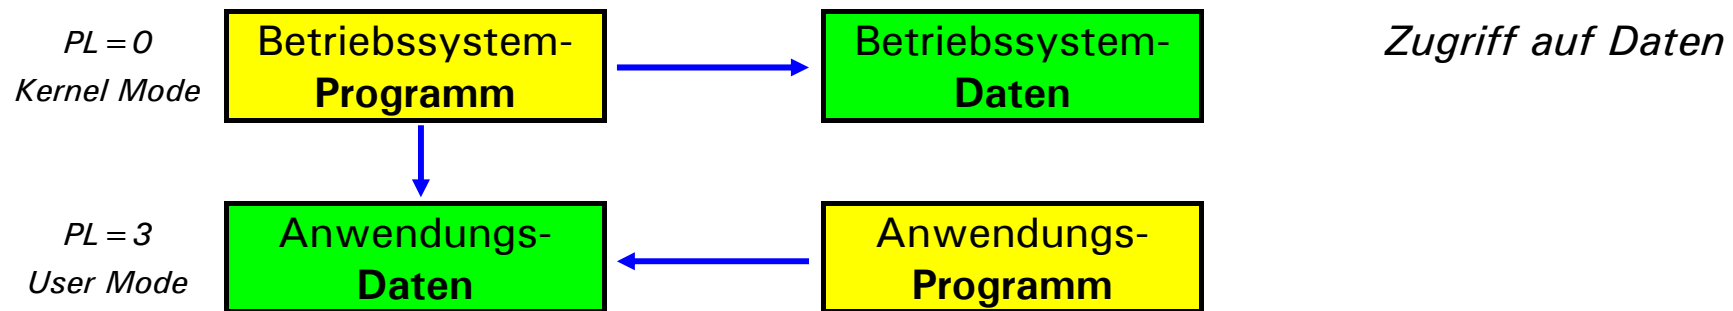 PL=0
Kernel Mode
Betriebssystem-
Programm
Betriebssystem-
Daten
Zugriff auf Daten
PL=3
User Mode
Anwendungs-
Daten
Anwendungs-
Programm